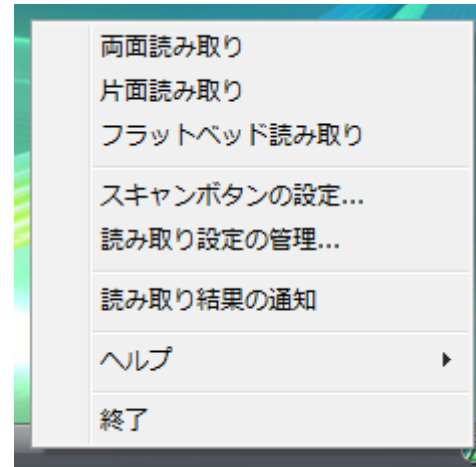 両面読み取り
片面読み取り
フラットベッド読み取り
スキャンボタンの設定...
読み取り設定の管理...
読み取り結果の通知
ヘルプ
終了